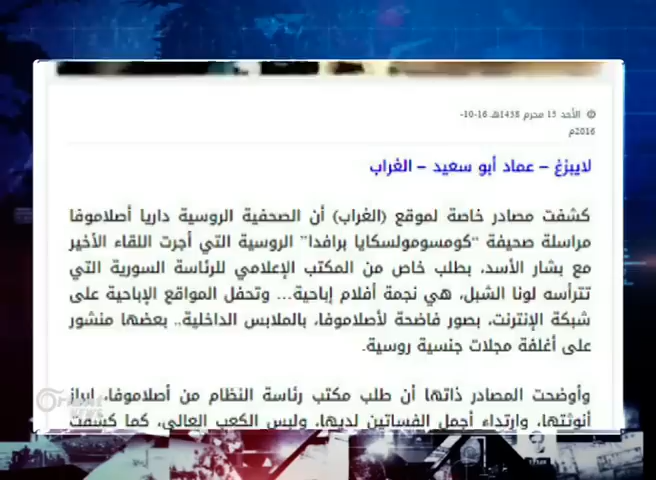 الأحد 15 محرم 1438هـ 16-10-
2016م
لايبزغ – عماد أبو سعيد – الغراب
كشفت مصادر خاصة لموقع (الغراب) أن الصحفية الروسية داريا أصلاموفا
مراسلة صحيفة “كومسومولسكايا برافدا” الروسية التي أجرت اللقاء الأخير
مع بشار الأسد، بطلب خاص من المكتب الإعلامي للرئاسة السورية التي
تترأسه لونا الشبل، هي نجمة أفلام إباحية... وتحفل المواقع الإباحية على
شبكة الإنترنت، بصور فاضحة لأصلاموفا، بالملابس الداخلية.. بعضها منشور
على أغلفة مجلات جنسية روسية.
وأوضحت المصادر ذاتها أن طلب مكتب رئاسة النظام من أصلاموفا، ابراز
أنوثتها، وارتداء أجمل الفساتين لديها، ولبس الكعب العالي، كما كشفت
ORIENT
NEWS